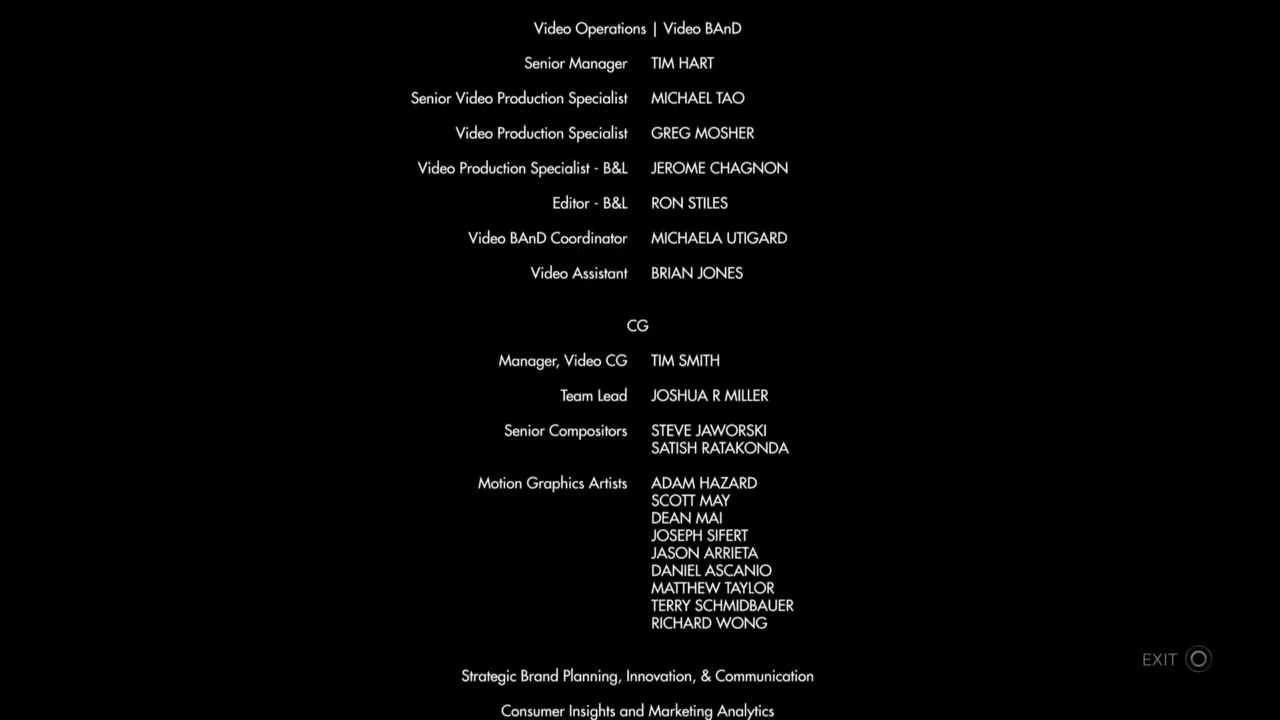 Video Operations | Video BAnD
Senior Manager TIM HART
Senior Video Production Specialist MICHAEL TAO
Video Production Specialist GREG MOSHER
Video Production Specialist - B&L JEROME CHAGNON
Editor - B&L RON STILES
Video BAnD Coordinator MICHAELA UTIGARD
Video Assistant BRIAN JONES
CG
Manager, Video CG TIM SMITH
Team Lead JOSHUA R MILLER
Senior Compositors STEVE JAWORSKI
SATISH RATAKONDA
Motion Graphics Artists ADAM HAZARD
SCOTT MAY
DEAN MAI
JOSEPH SIFERT
JASON ARRIETA
DANIEL ASCANIO
MATTHEW TAYLOR
TERRY SCHMIDBAUER
RICHARD WONG
EXIT
Strategic Brand Planning, Innovation, & Communication
Consumer Insights and Marketing Analytics